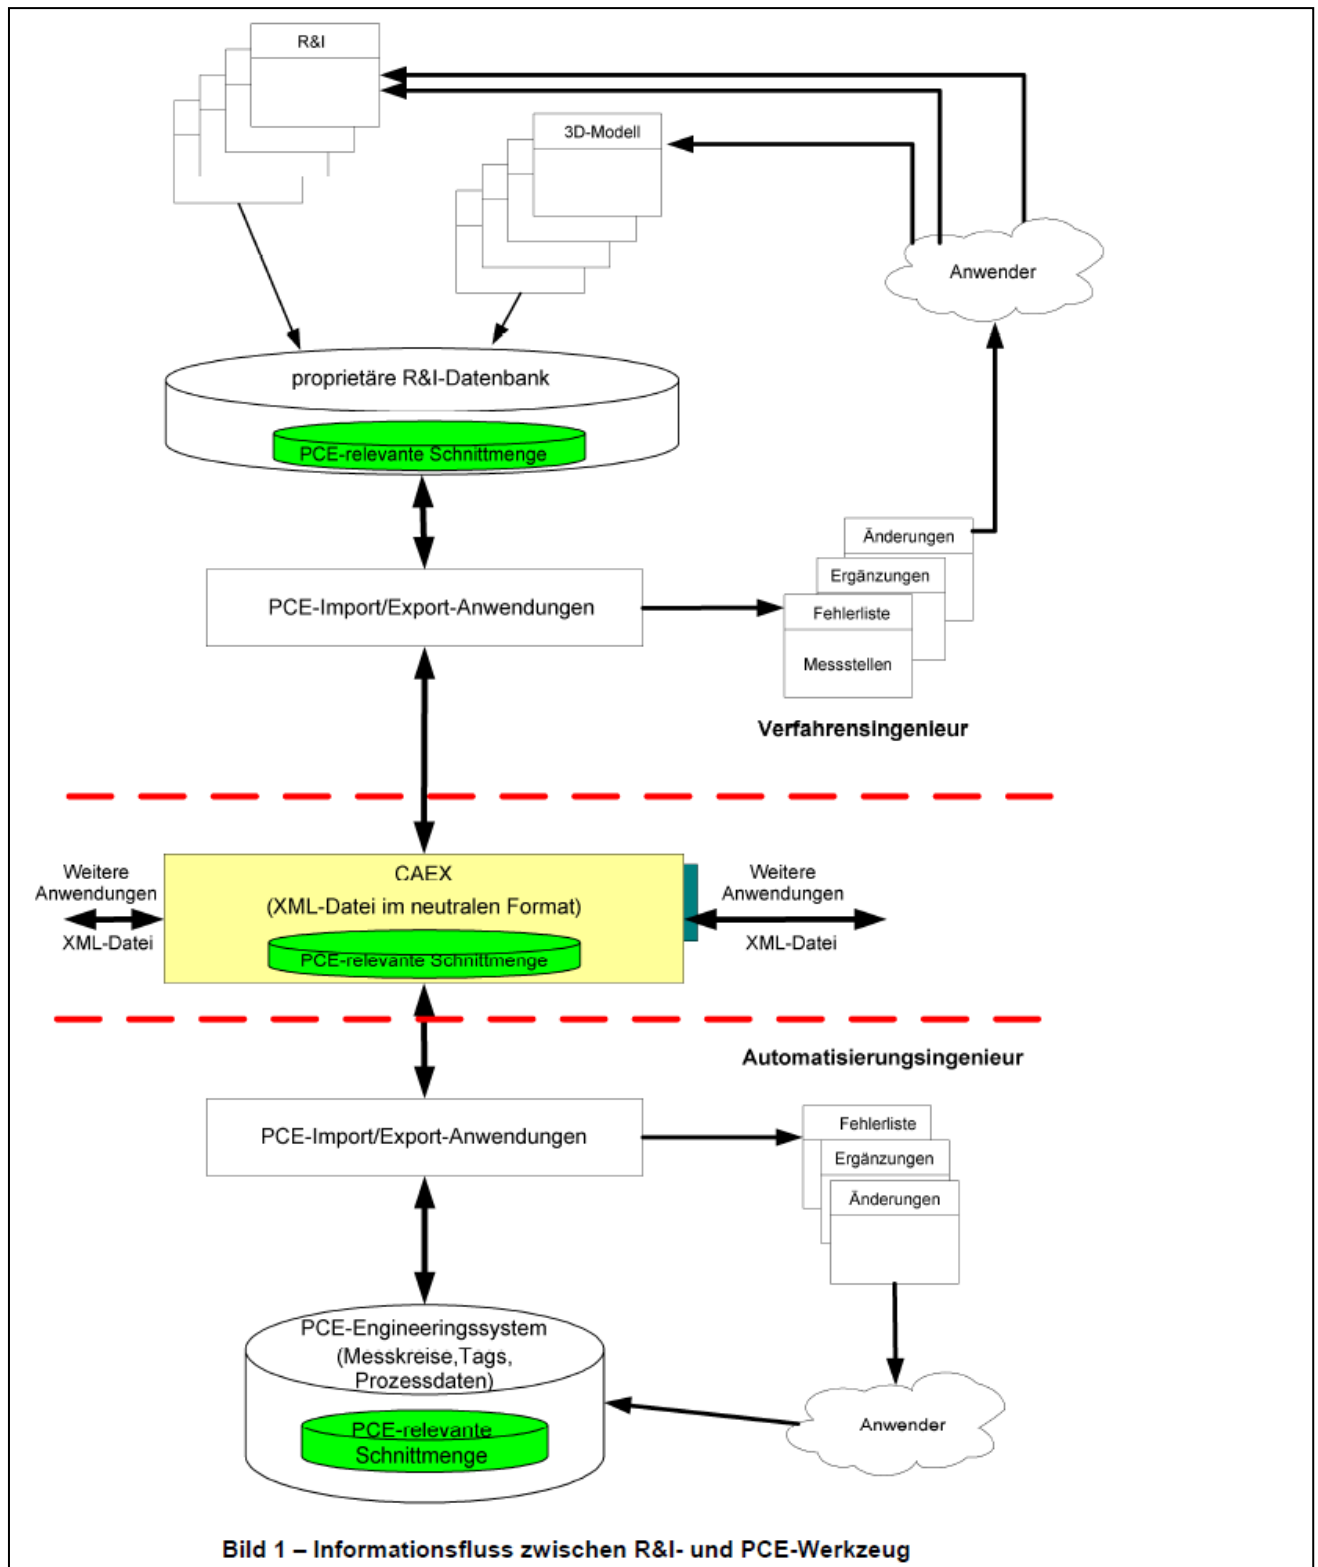 R&I
3D-Modell
Anwender
proprietäre R&I-Datenbank
PCE-relevante Schnittmenge
Änderungen
Ergänzungen
PCE-Import/Export-Anwendungen
Fehlerliste
Messstellen
Verfahrensingenieur
Weitere
Anwendungen
XML-Datei
CAEX
(XML-Datei im neutralen Format)
PCE-relevante Schnittmenge
Weitere
Anwendungen
XML-Datei
Automatisierungsingenieur
PCE-Import/Export-Anwendungen
Fehlerliste
Ergänzungen
Änderungen
PCE-Engineeringssystem
(Messkreise,Tags,
Prozessdaten)
PCE-relevante
Schnittmenge
Anwender
Bild 1 – Informationsfluss zwischen R&I- und PCE-Werkzeug